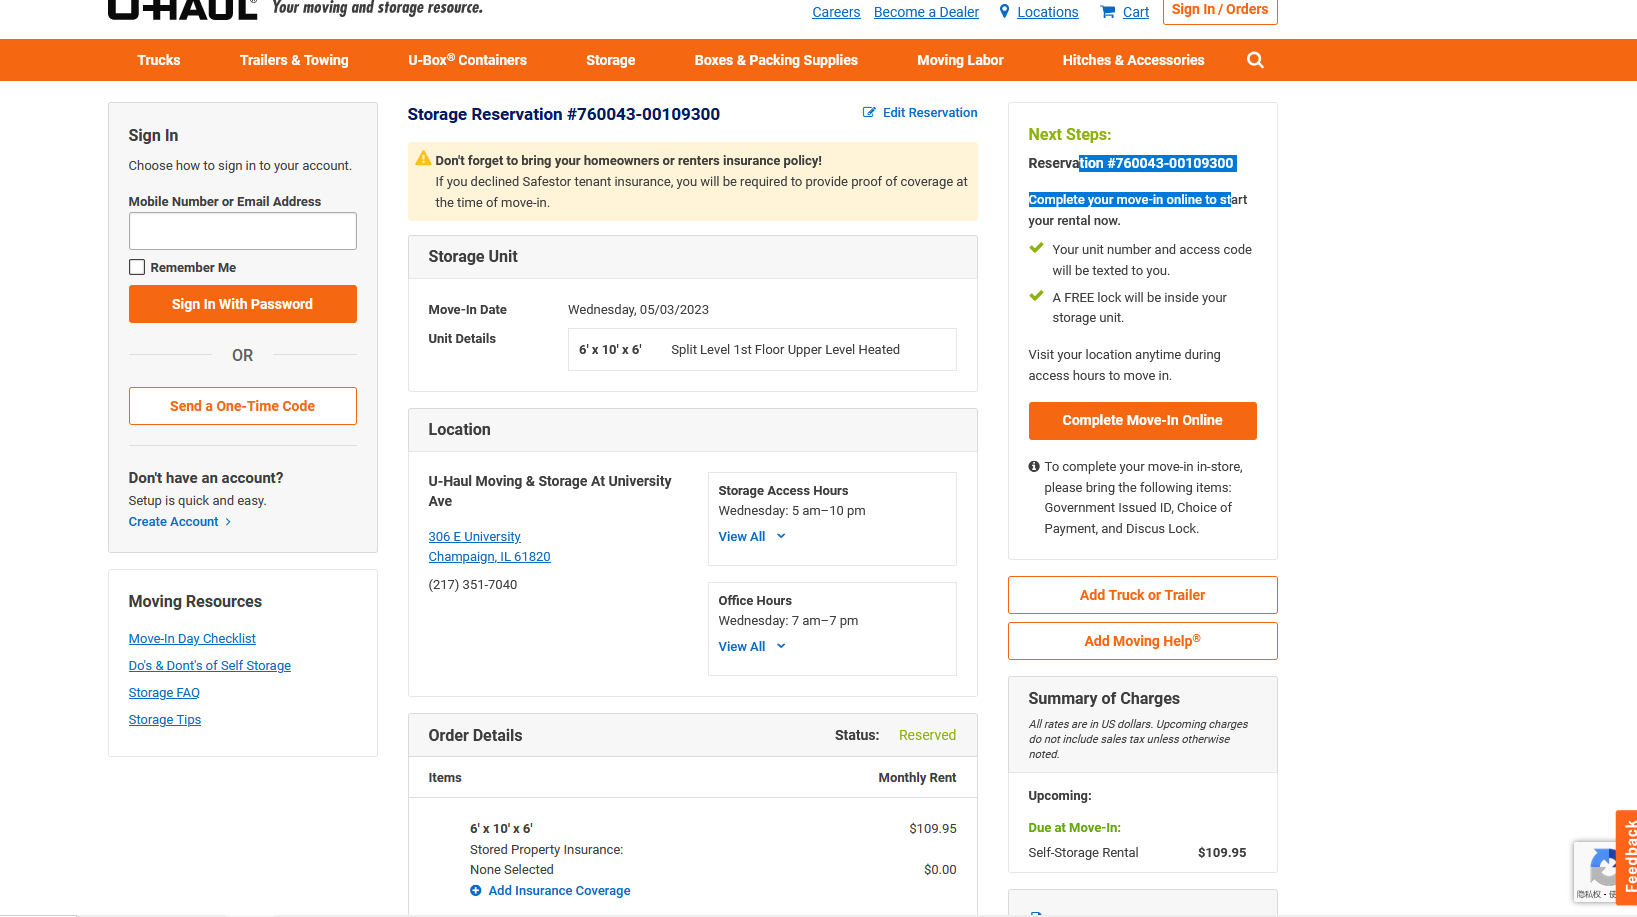 U-HAUL®
Your moving and storage resource.
Careers
Become a Dealer
Locations
Cart
Sign In / Orders
Trucks
Trailers & Towing
U-Box® Containers
Storage
Boxes & Packing Supplies
Moving Labor
Hitches & Accessories
Sign In
Choose how to sign in to your account.
Mobile Number or Email Address
Remember Me
Sign In With Password
OR
Send a One-Time Code
Don't have an account?
Setup is quick and easy.
Create Account
Moving Resources
Move-In Day Checklist
Do's & Dont's of Self Storage
Storage FAQ
Storage Tips
Storage Reservation #760043-00109300
Edit Reservation
Don't forget to bring your homeowners or renters insurance policy!
If you declined Safestor tenant insurance, you will be required to provide proof of coverage at
the time of move-in.
Storage Unit
Move-In Date
Wednesday, 05/03/2023
Unit Details
6' x 10' x 6'
Split Level 1st Floor Upper Level Heated
Location
U-Haul Moving & Storage At University
Ave
306 E University
Champaign, IL 61820
(217) 351-7040
Storage Access Hours
Wednesday: 5 am–10 pm
View All
Office Hours
Wednesday: 7 am–7 pm
View All
Order Details
Status:
Reserved
Items
Monthly Rent
6' x 10' x 6'
$109.95
Stored Property Insurance:
None Selected
$0.00
Add Insurance Coverage
Next Steps:
Reservation #760043-00109300
Complete your move-in online to start
your rental now.
Your unit number and access code
will be texted to you.
A FREE lock will be inside your
storage unit.
Visit your location anytime during
access hours to move in.
Complete Move-In Online
To complete your move-in in-store,
please bring the following items:
Government Issued ID, Choice of
Payment, and Discus Lock.
Add Truck or Trailer
Add Moving Help®
Summary of Charges
All rates are in US dollars. Upcoming charges
do not include sales tax unless otherwise
noted.
Upcoming:
Due at Move-In:
Self-Storage Rental
$109.95
Feedback
隐私权 - 使